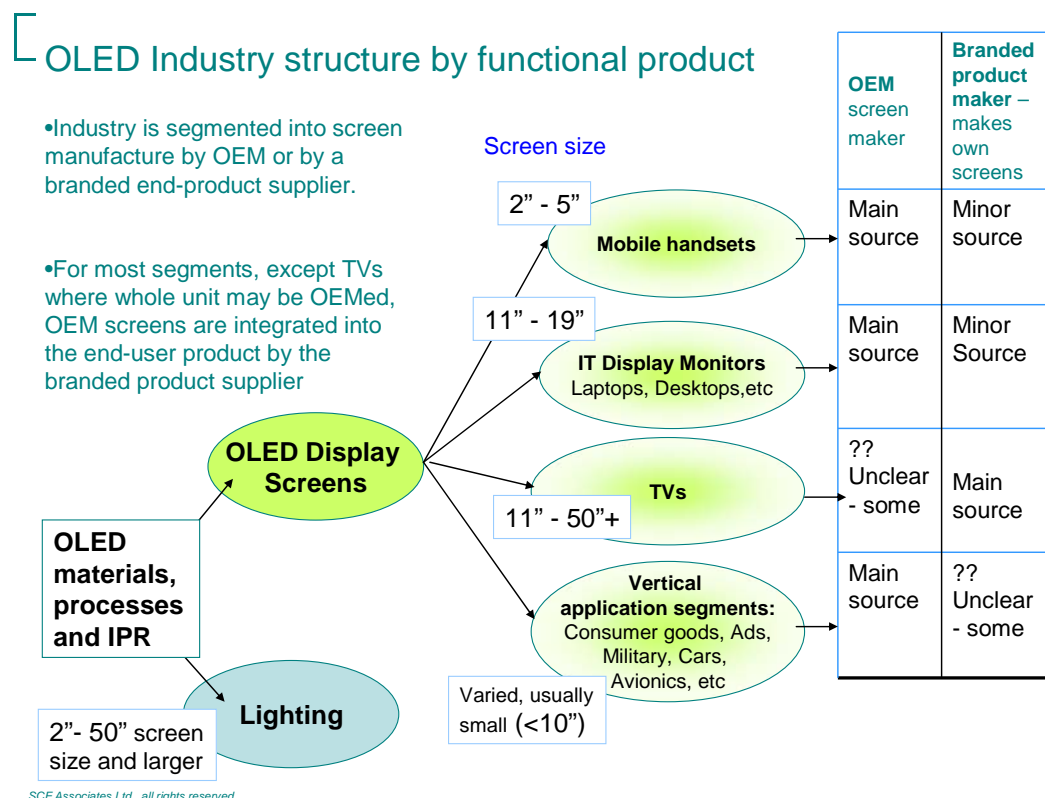 OLED Industry structure by functional product
•Industry is segmented into screen
manufacture by OEM or by a
branded end-product supplier.
•For most segments, except TVs
where whole unit may be OEMed,
OEM screens are integrated into
the end-user product by the
branded product supplier
Screen size
2” - 5”
Mobile handsets
11” - 19”
IT Display Monitors
Laptops, Desktops,etc
OLED Display
Screens
TVs
11” - 50”+
OLED
materials,
processes
and IPR
Vertical
application segments:
Consumer goods, Ads,
Military, Cars,
Avionics, etc
Varied, usually
small (<10”)
Lighting
2”- 50” screen
size and larger
OEM
screen
maker
Branded
product
maker –
makes
own
screens
Main
source
Minor
source
Main
source
Minor
Source
??
Unclear
- some
Main
source
Main
source
??
Unclear
- some
SCF Associates Ltd all rights reserved